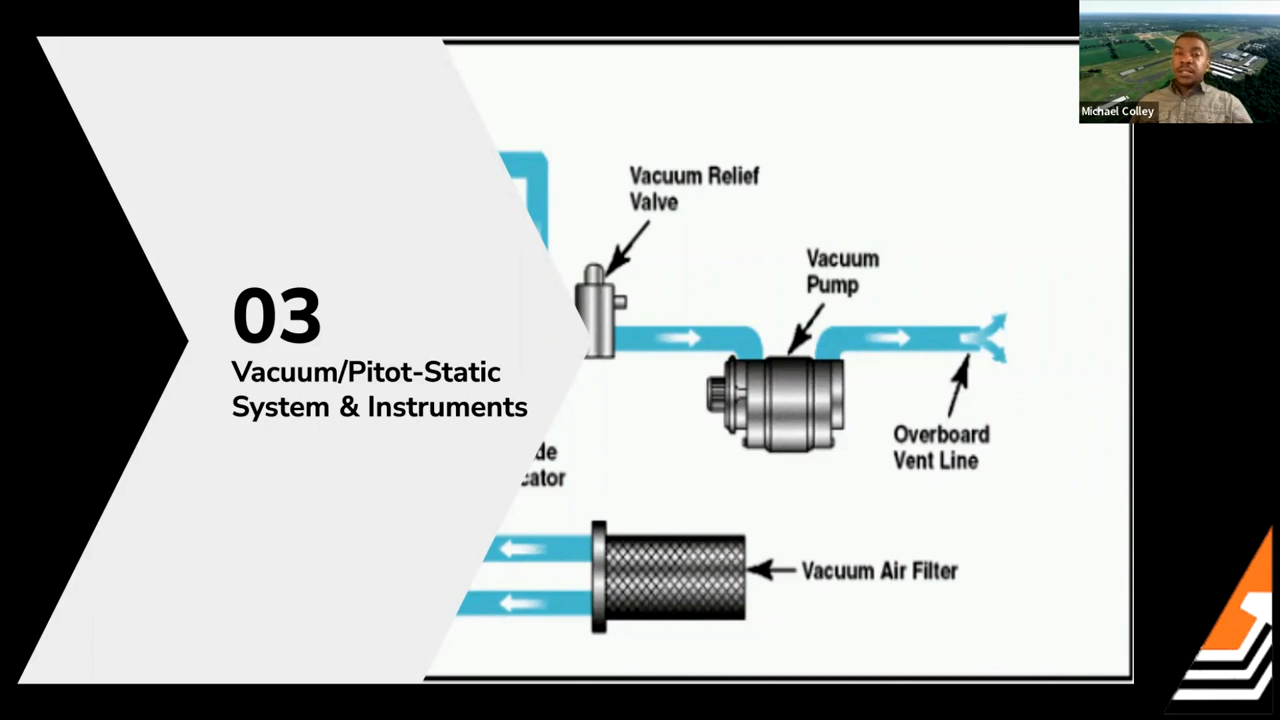 Michael Colley
Vacuum Relief
Valve
Vacuum
Pump
03
Vacuum/Pitot-Static
System & Instruments
Overboard
Vent Line
de
cator
Vacuum Air Filter